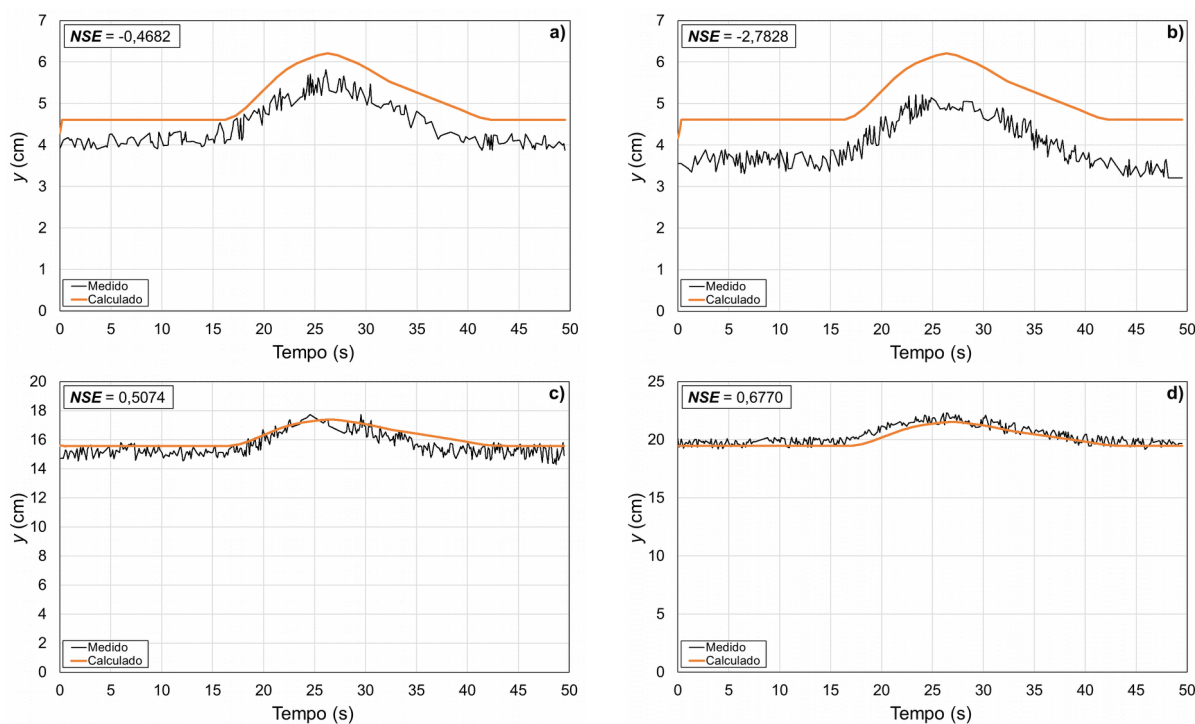 NSE = -0,4682
a)
7
6
5
4
3
2
1
0
y (cm)
Medido
Calculado
0 5 10 15 20 25 30 35 40 45 50
Tempo (s)
NSE = -2,7828
b)
7
6
5
4
3
2
1
0
y (cm)
Medido
Calculado
0 5 10 15 20 25 30 35 40 45 50
Tempo (s)
NSE = 0,5074
c)
20
18
16
14
12
10
8
6
4
2
0
y (cm)
Medido
Calculado
0 5 10 15 20 25 30 35 40 45 50
Tempo (s)
NSE = 0,6770
d)
25
20
15
10
5
0
y (cm)
Medido
Calculado
0 5 10 15 20 25 30 35 40 45 50
Tempo (s)